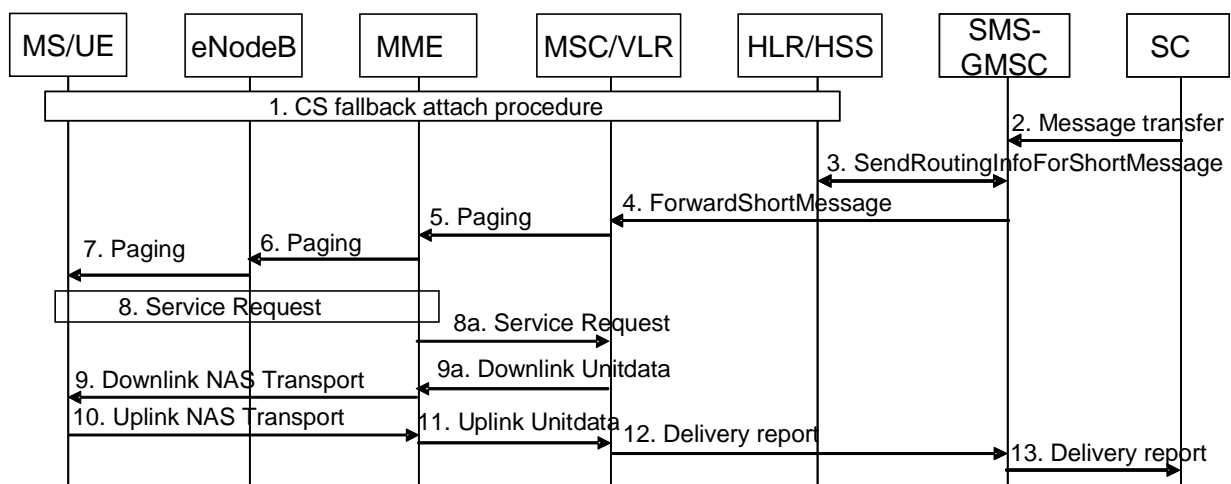 MS/UE
eNodeB
MME
MSC/VLR
HLR/HSS
SMS-
GMSC
SC
1. CS fallback attach procedure
2. Message transfer
3. SendRoutingInfoForShortMessage
4. ForwardShortMessage
5. Paging
6. Paging
7. Paging
8. Service Request
8a. Service Request
9a. Downlink Unitdata
9. Downlink NAS Transport
10. Uplink NAS Transport
11. Uplink Unitdata
12. Delivery report
13. Delivery report